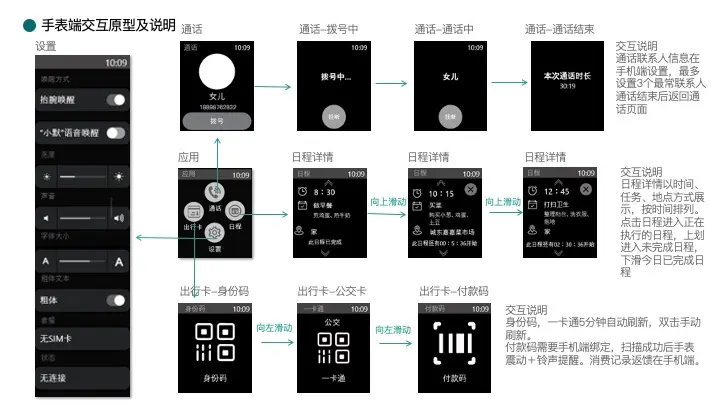 手表端交互原型及说明
设置
10:09
唤醒方式
抬腕唤醒
“小默”语音唤醒
亮度
声音
字体大小
A
A
粗体文本
粗体
套餐
无SIM卡
状态
无连接
通话
通话
10:09
女儿
拨号
通话–拨号中
10:09
拨号中...
挂断
通话–通话中
10:09
女儿
挂断
通话–通话结束
10:09
本次通话时长
30:19
交互说明
通话联系人信息在
手机端设置，最多
设置3个最常联系人
通话结束后返回通
话页面
应用
应用
10:09
通话
出行卡
日程
设置
日程详情
日程
10:09
8：30
做早餐
煎鸡蛋、热牛奶
家
此日程已完成
向上滑动
日程详情
日程
10:09
10：15
买菜
购买小葱, 鸡蛋,
土豆
城东嘉嘉菜市场
此日程还有00：5：36开始
向上滑动
日程详情
日程
10:09
12：45
打扫卫生
整理阳台、洗衣服、
拖地
家
此日程还有02：30：36开始
交互说明
日程详情以时间、
任务、地点方式展
示，按时间排列。
点击日程进入正在
执行的日程，上划
进入未完成日程，
下滑今日已完成日
程
出行卡–身份码
身份码
10:09
身份码
向左滑动
出行卡–公交卡
一卡通
10:09
公交
一卡通
向左滑动
出行卡–付款码
付款码
10:09
付款码
交互说明
身份码，一卡通5分钟自动刷新，双击手动
刷新。
付款码需要手机端绑定，扫描成功后手表
震动＋铃声提醒。消费记录返馈在手机端。